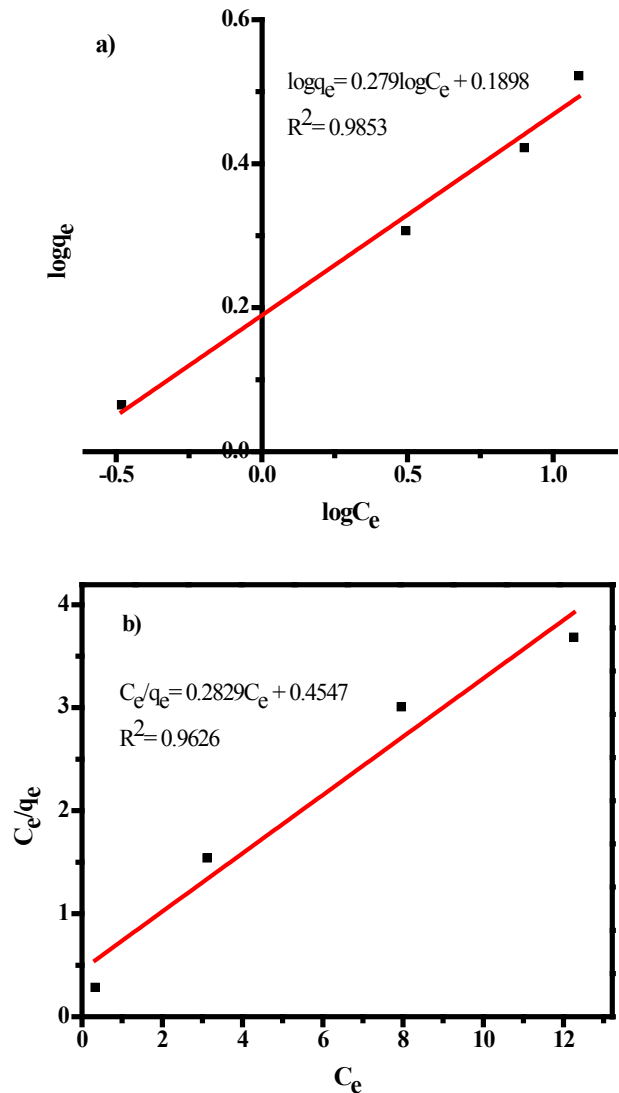 a)
logqe= 0.279logCe + 0.1898
R2= 0.9853
0.6
0.4
0.2
0.0
logqe
-0.5
0.0
0.5
1.0
logCe
b)
Ce/qe= 0.2829Ce + 0.4547
R2= 0.9626
4
3
2
1
0
Ce/qe
0
2
4
6
8
10
12
Ce